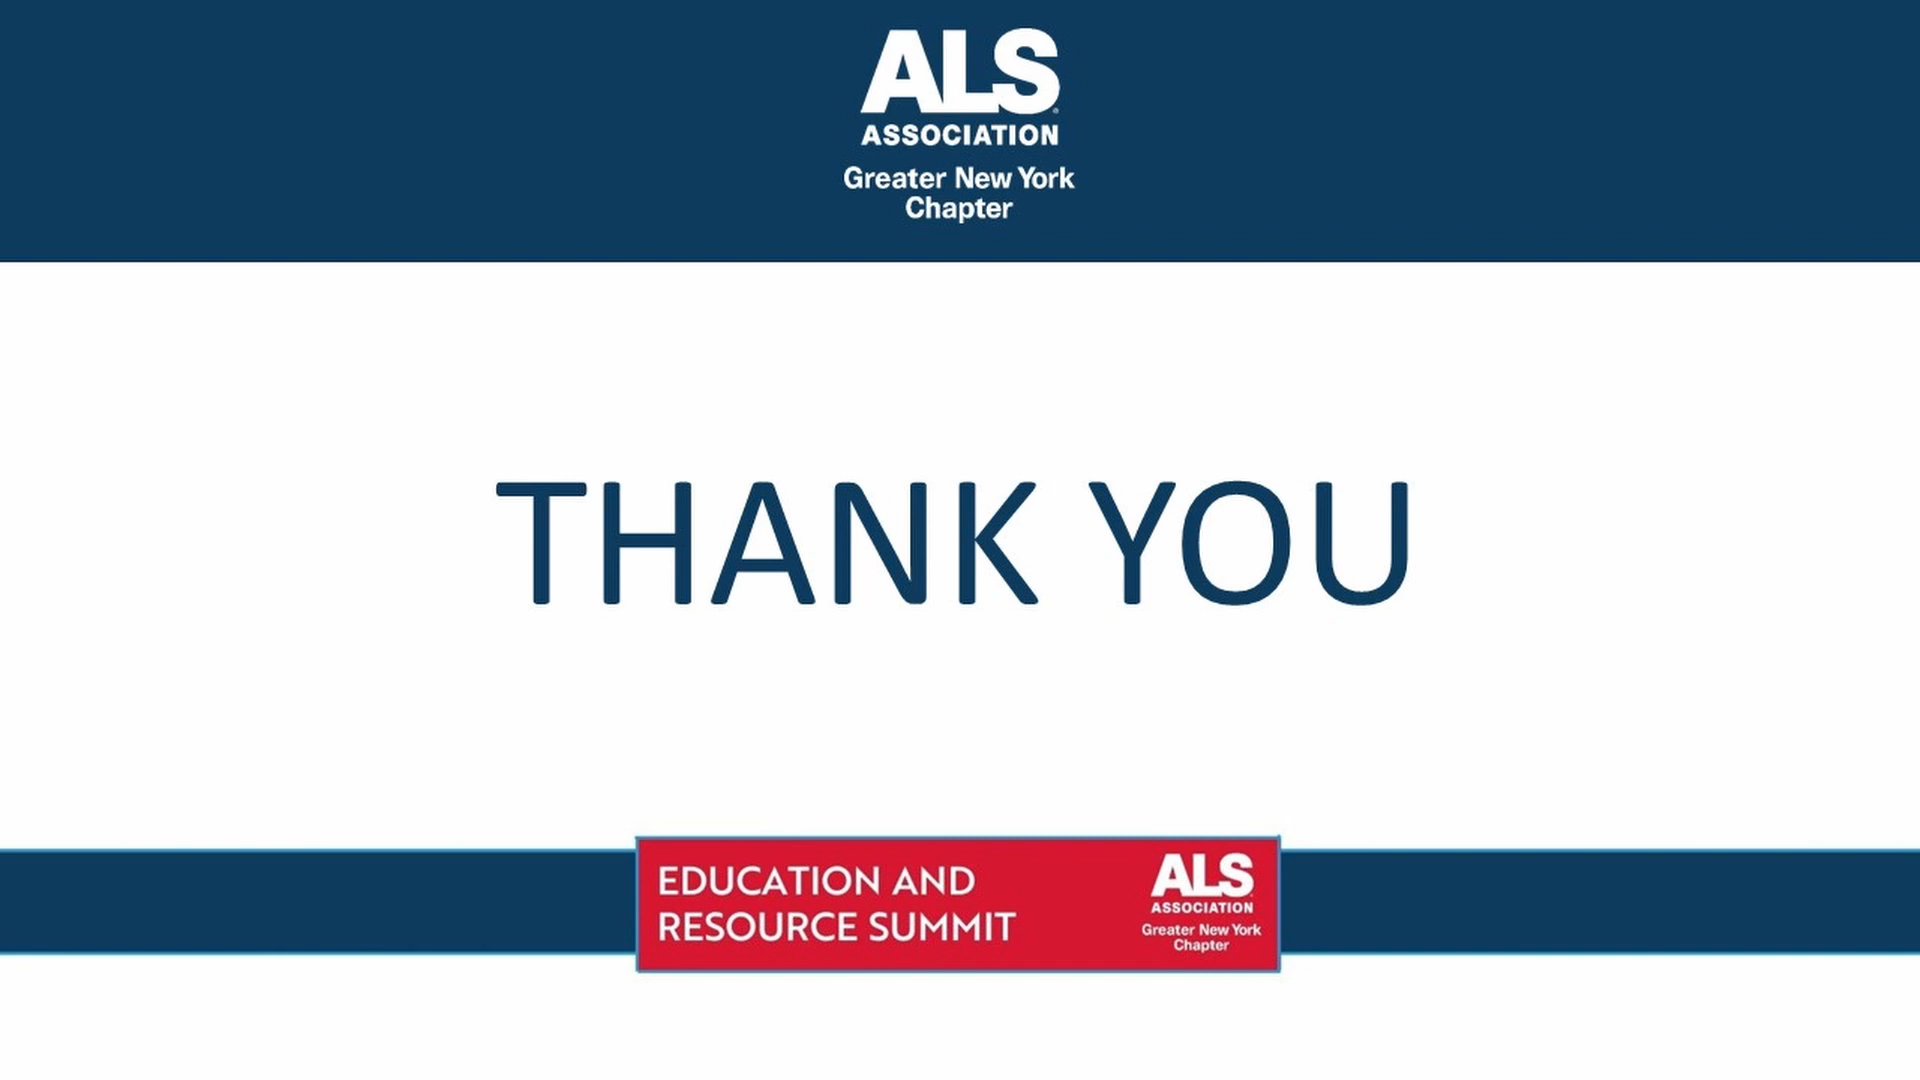 ALS
ASSOCIATION
Greater New York
Chapter
THANK YOU
EDUCATION AND
RESOURCE SUMMIT
ALS
ASSOCIATION
Greater New York
Chapter